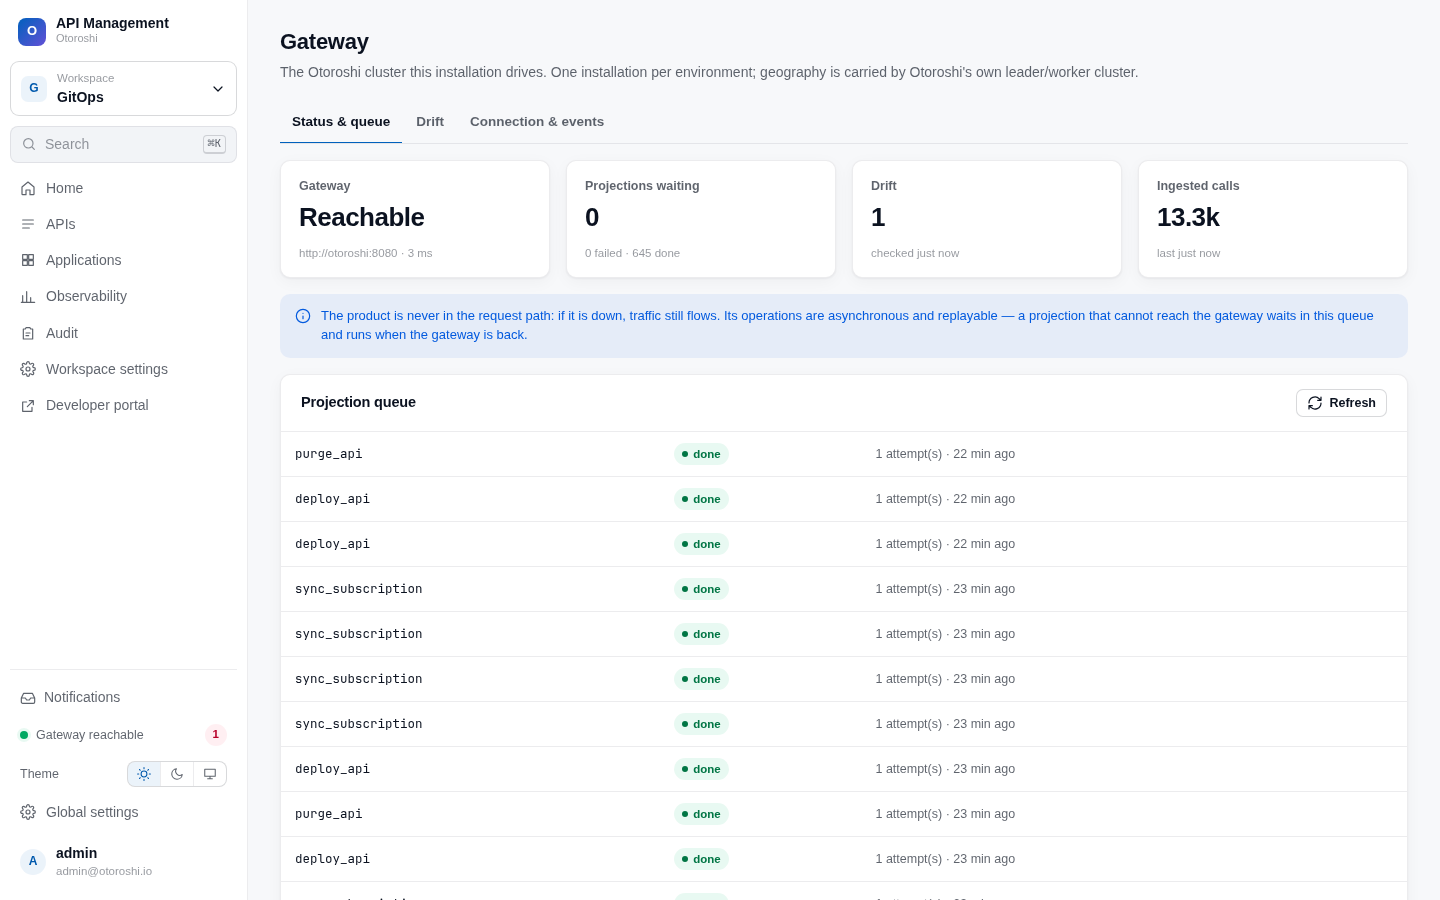 O
API Management
Otoroshi
G
Workspace
GitOps
Search
⌘K
Home
APIs
Applications
Observability
Audit
Workspace settings
Developer portal
Notifications
Gateway reachable
1
Theme
Global settings
A
admin
admin@otoroshi.io
Gateway
The Otoroshi cluster this installation drives. One installation per environment; geography is carried by Otoroshi's own leader/worker cluster.
Status & queue Drift Connection & events
Gateway
Reachable
http://otoroshi:8080 · 3 ms
Projections waiting
0
0 failed · 645 done
Drift
1
checked just now
Ingested calls
13.3k
last just now
The product is never in the request path: if it is down, traffic still flows. Its operations are asynchronous and replayable — a projection that cannot reach the gateway waits in this queue
and runs when the gateway is back.
Projection queue
Refresh
purge_api done 1 attempt(s) · 22 min ago
deploy_api done 1 attempt(s) · 22 min ago
deploy_api done 1 attempt(s) · 22 min ago
sync_subscription done 1 attempt(s) · 23 min ago
sync_subscription done 1 attempt(s) · 23 min ago
sync_subscription done 1 attempt(s) · 23 min ago
sync_subscription done 1 attempt(s) · 23 min ago
deploy_api done 1 attempt(s) · 23 min ago
purge_api done 1 attempt(s) · 23 min ago
deploy_api done 1 attempt(s) · 23 min ago